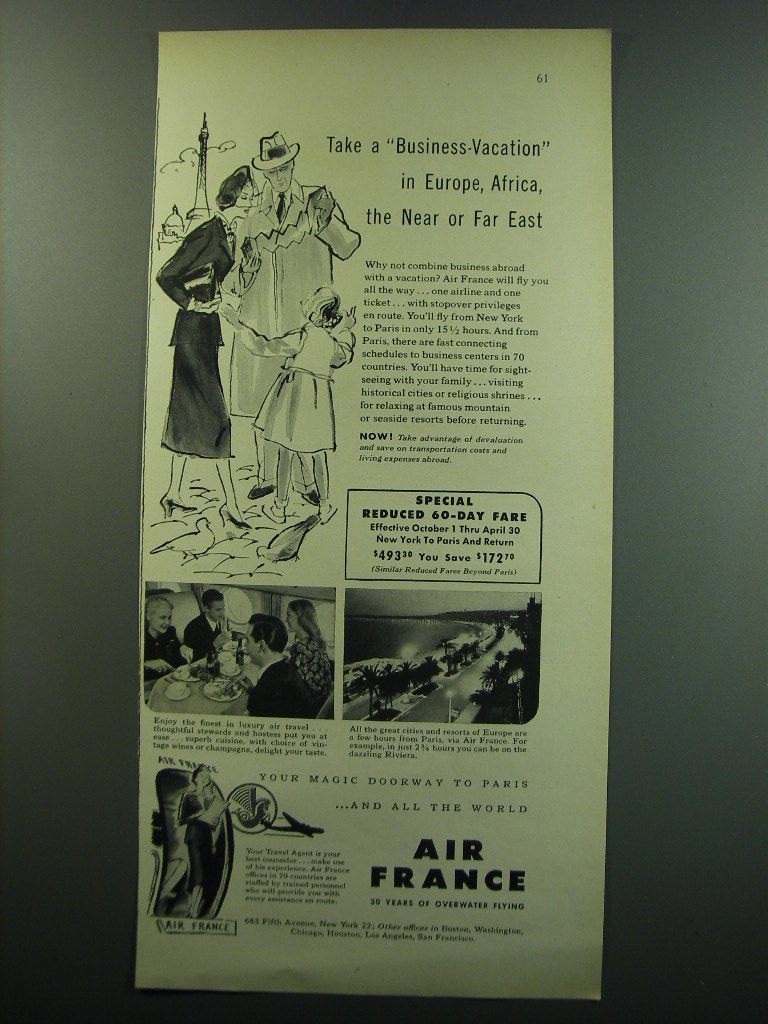 61
Take a "Business-Vacation"
in Europe, Africa,
the Near or Far East
Why not combine business abroad
with a vacation? Air France will fly you
all the way . . . one airline and one
ticket . . . with stopover privileges
en route. You'll fly from New York
to Paris in only 15½ hours. And from
Paris, there are fast connecting
schedules to business centers in 70
countries. You'll have time for sight-
seeing with your family . . . visiting
historical cities or religious shrines . . .
for relaxing at famous mountain
or seaside resorts before returning.
NOW! Take advantage of devaluation
and save on transportation costs and
living expenses abroad.
SPECIAL
REDUCED 60-DAY FARE
Effective October 1 Thru April 30
New York To Paris And Return
$493³⁰ You Save $172⁷⁰
(Similar Reduced Fares Beyond Paris)
Enjoy the finest in luxury air travel . . .
thoughtful stewards and hostess put you at
ease . . . superb cuisine, with choice of vin-
tage wines or champagne, delight your taste.
All the great cities and resorts of Europe are
a few hours from Paris, via Air France. For
example, in just 2¾ hours you can be on the
dazzling Riviera.
AIR FRANCE
YOUR MAGIC DOORWAY TO PARIS
...AND ALL THE WORLD
Your Travel Agent is your
best counselor . . . make use
of his experience. Air France
offices in 70 countries are
staffed by trained personnel
who will provide you with
every assistance en route.
AIR
FRANCE
30 YEARS OF OVERWATER FLYING
AIR FRANCE
683 Fifth Avenue, New York 22; Other offices in Boston, Washington,
Chicago, Houston, Los Angeles, San Francisco.